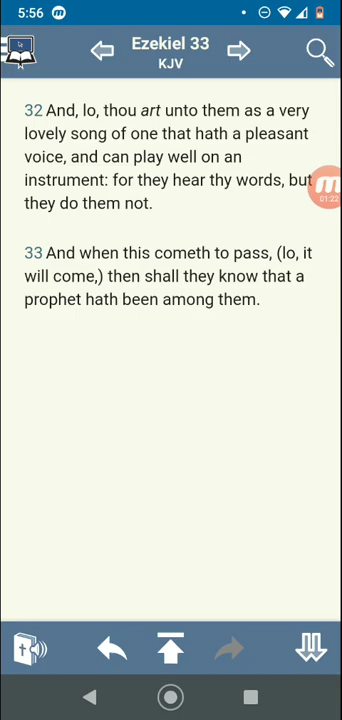 5:56
Ezekiel 33
KJV
32 And, lo, thou art unto them as a very
lovely song of one that hath a pleasant
voice, and can play well on an
instrument: for they hear thy words, but
they do them not.
01:22
33 And when this cometh to pass, (lo, it
will come,) then shall they know that a
prophet hath been among them.